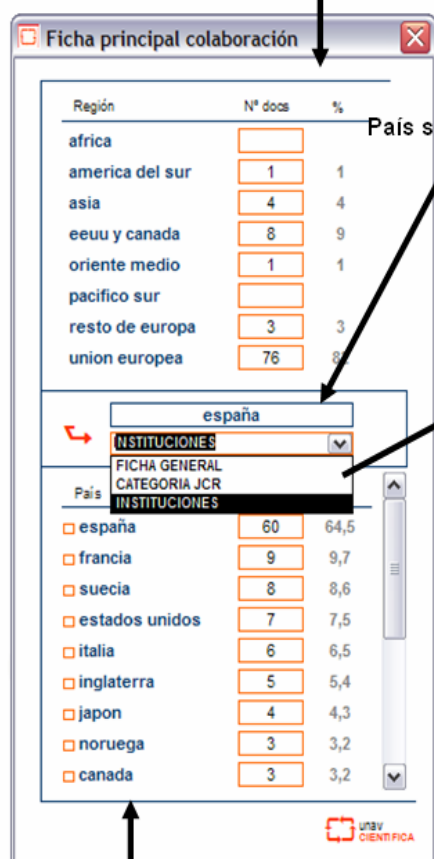 Ficha principal colaboración
Región Nº docs %
País s
africa
america del sur 1 1
asia 4 4
eeuu y canada 8 9
oriente medio 1 1
pacifico sur
resto de europa 3 3
union europea 76
españa
INSTITUCIONES
FICHA GENERAL
CATEGORIA JCR
INSTITUCIONES
País
españa 60 64,5
francia 9 9,7
suecia 8 8,6
estados unidos 7 7,5
italia 6 6,5
inglaterra 5 5,4
japon 4 4,3
noruega 3 3,2
canada 3 3,2
unav
CIENTIFICA